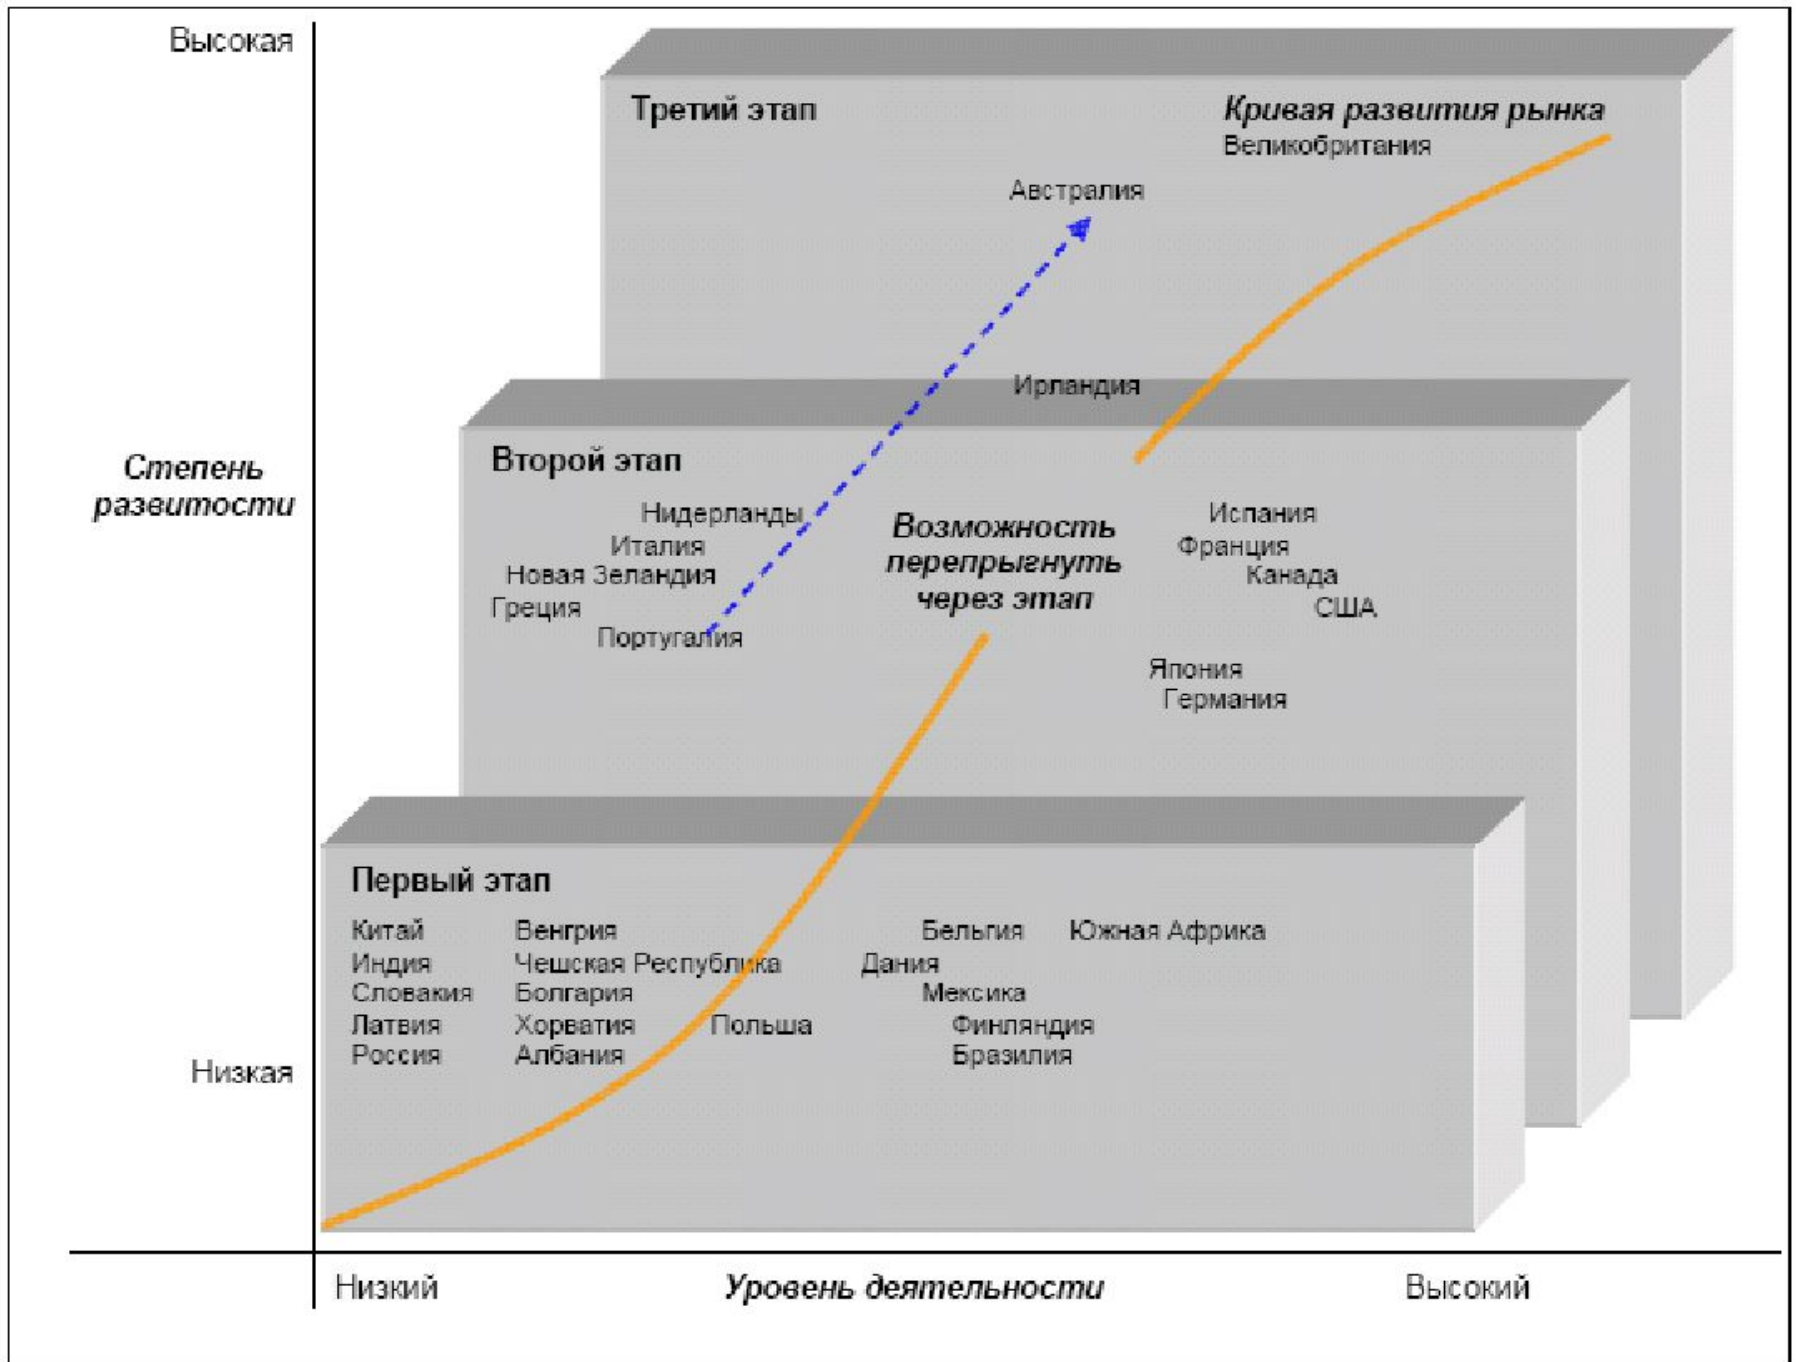 Высокая
Третий этап
Кривая развития рынка
Великобритания
Австралия
Ирландия
Степень
развитости
Второй этап
Нидерланды
Италия
Новая Зеландия
Греция
Португалия
Возможность
перепрыгнуть
через этап
Испания
Франция
Канада
США
Япония
Германия
Первый этап
Китай Венгрия Бельгия Южная Африка
Индия Чешская Республика Дания
Словакия Болгария Мексика
Латвия Хорватия Польша Финляндия
Россия Албания Бразилия
Низкая
Низкий Уровень деятельности Высокий